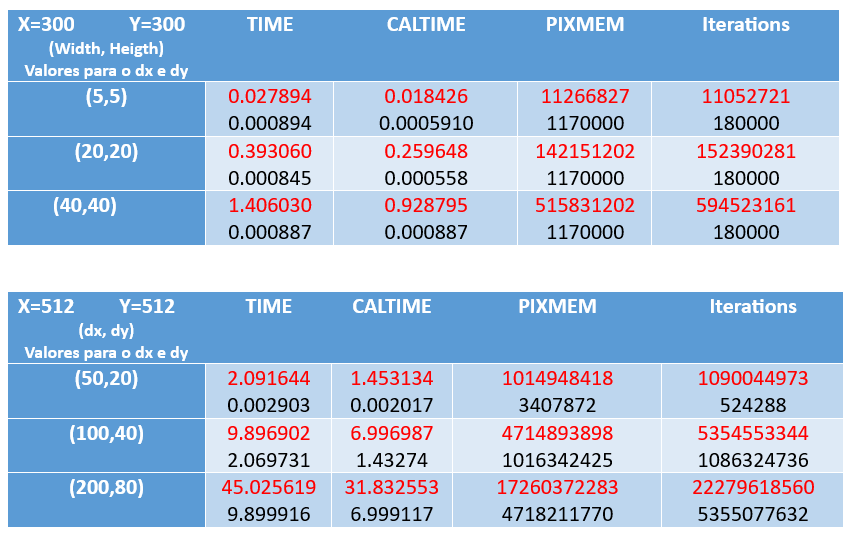 X=300 Y=300 TIME CALTIME PIXMEM Iterations
(Width, Heigth)
Valores para o dx e dy
(5,5) 0.027894 0.018426 11266827 11052721
0.000894 0.0005910 1170000 180000
(20,20) 0.393060 0.259648 142151202 152390281
0.000845 0.000558 1170000 180000
(40,40) 1.406030 0.928795 515831202 594523161
0.000887 0.000887 1170000 180000
X=512 Y=512 TIME CALTIME PIXMEM Iterations
(dx, dy)
Valores para o dx e dy
(50,20) 2.091644 1.453134 1014948418 1090044973
0.002903 0.002017 3407872 524288
(100,40) 9.896902 6.996987 4714893898 5354553344
2.069731 1.43274 1016342425 1086324736
(200,80) 45.025619 31.832553 17260372283 22279618560
9.899916 6.999117 4718211770 5355077632